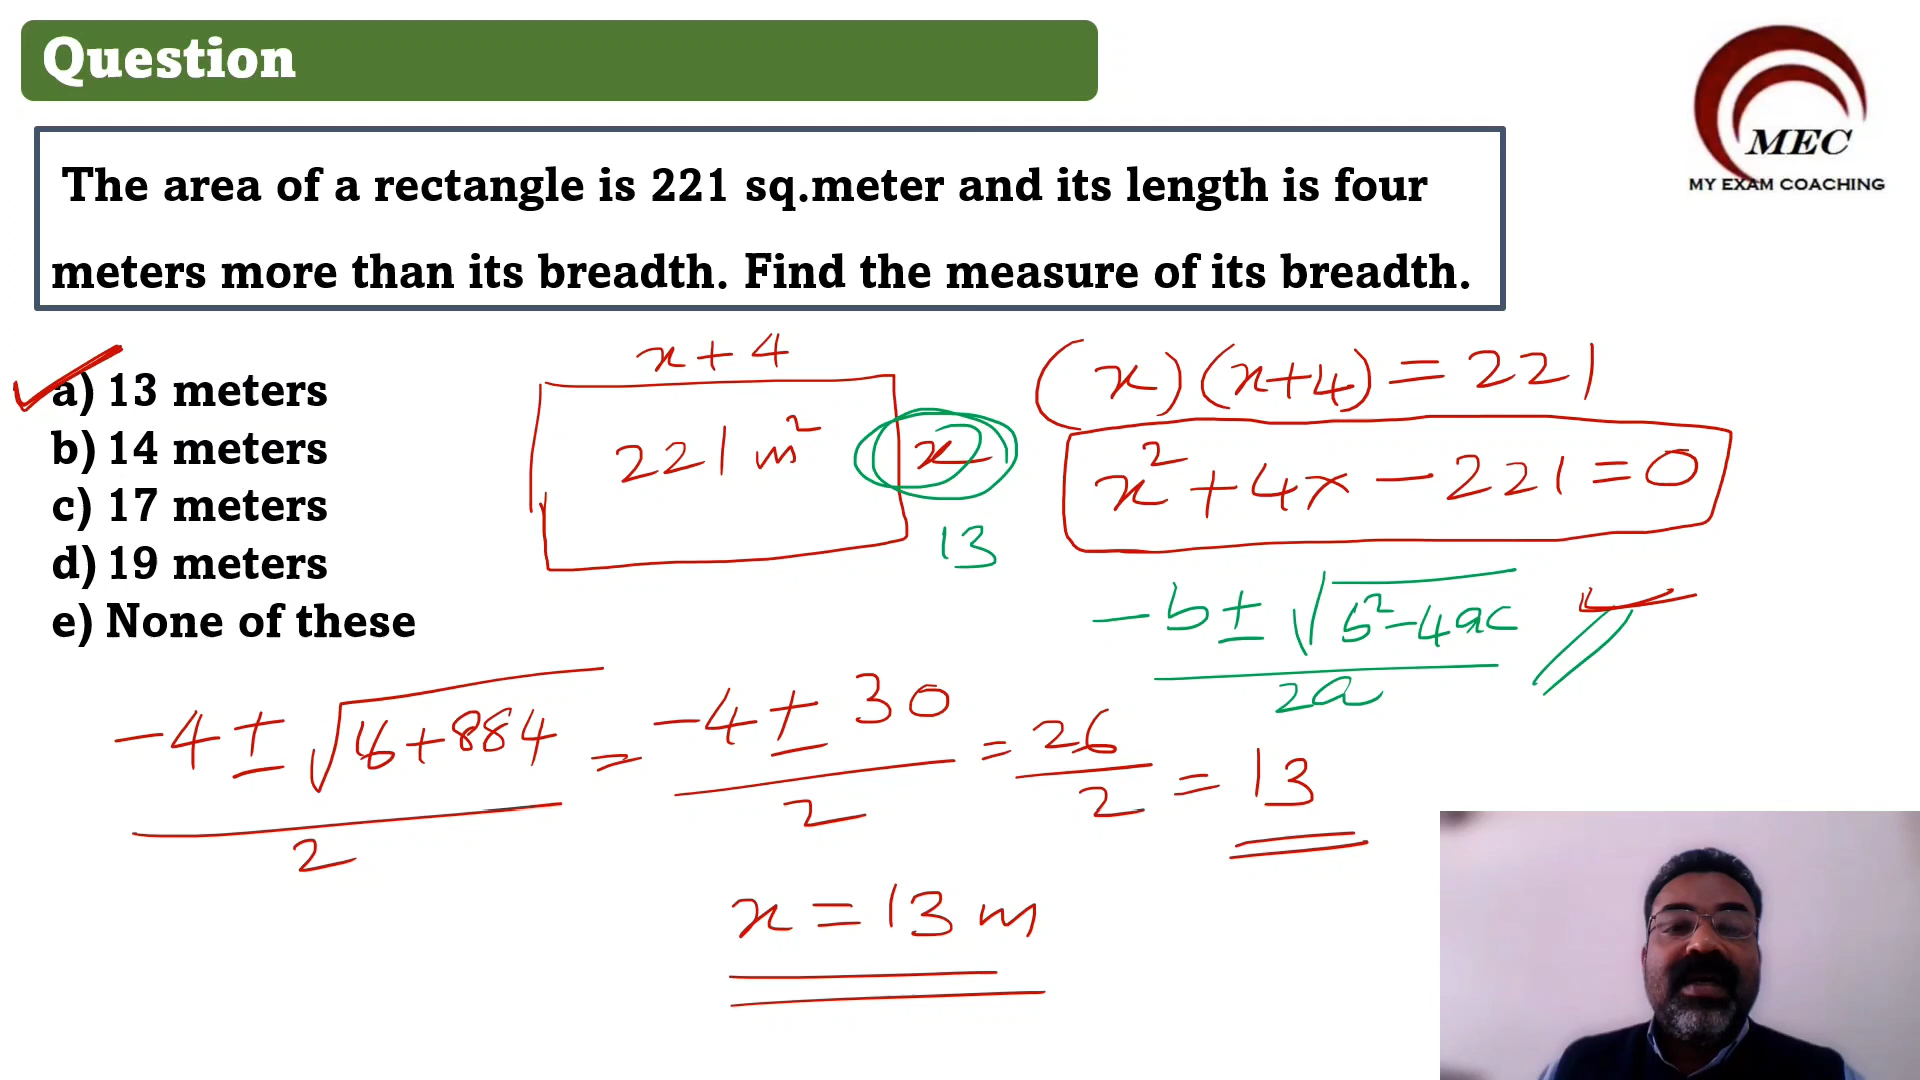 Question
MEC
MY EXAM COACHING
The area of a rectangle is 221 sq.meter and its length is four
meters more than its breadth. Find the measure of its breadth.
a) 13 meters
b) 14 meters
c) 17 meters
d) 19 meters
e) None of these
x+4
221 m²
x
13
(x)(x+4)=221
x²+4x-221=0
-b±√b²-4ac
2a
-4±√16+884
2
= -4±30
2
= 26
2
= 13
x=13m